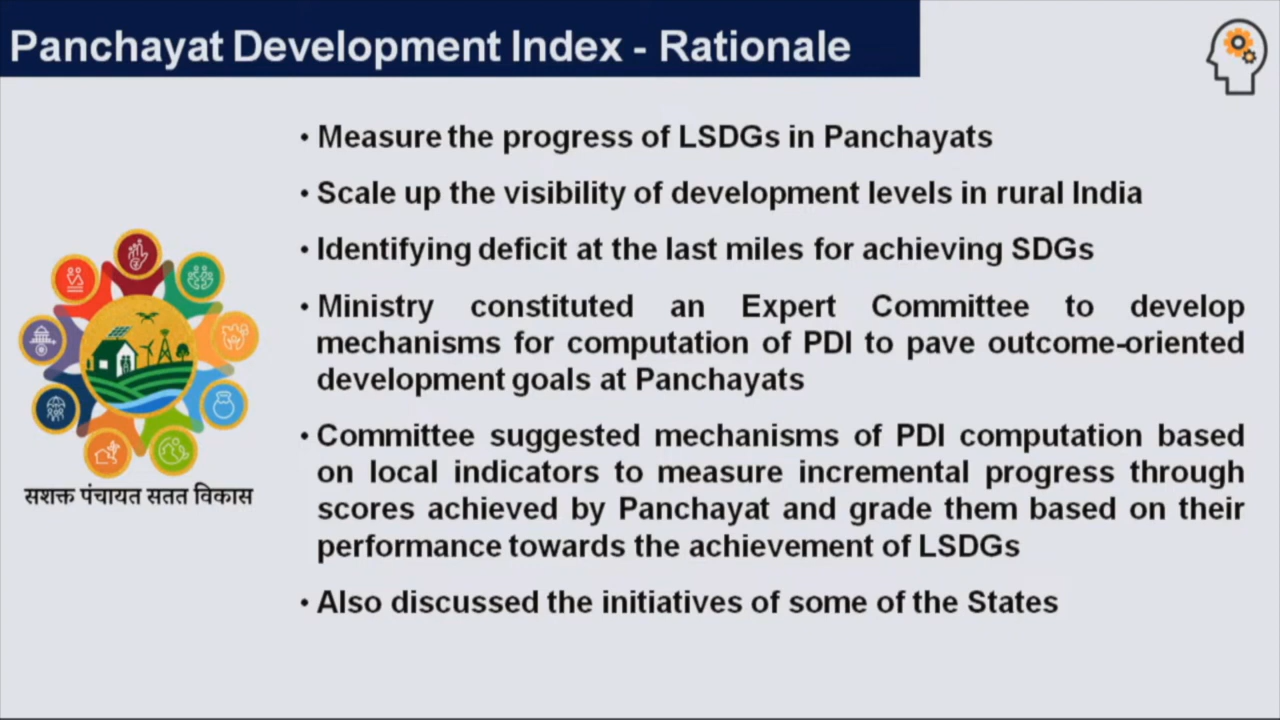 Panchayat Development Index - Rationale
• Measure the progress of LSDGs in Panchayats
• Scale up the visibility of development levels in rural India
• Identifying deficit at the last miles for achieving SDGs
• Ministry constituted an Expert Committee to develop
mechanisms for computation of PDI to pave outcome-oriented
development goals at Panchayats
• Committee suggested mechanisms of PDI computation based
on local indicators to measure incremental progress through
scores achieved by Panchayat and grade them based on their
performance towards the achievement of LSDGs
• Also discussed the initiatives of some of the States
सशक्त पंचायत सतत विकास